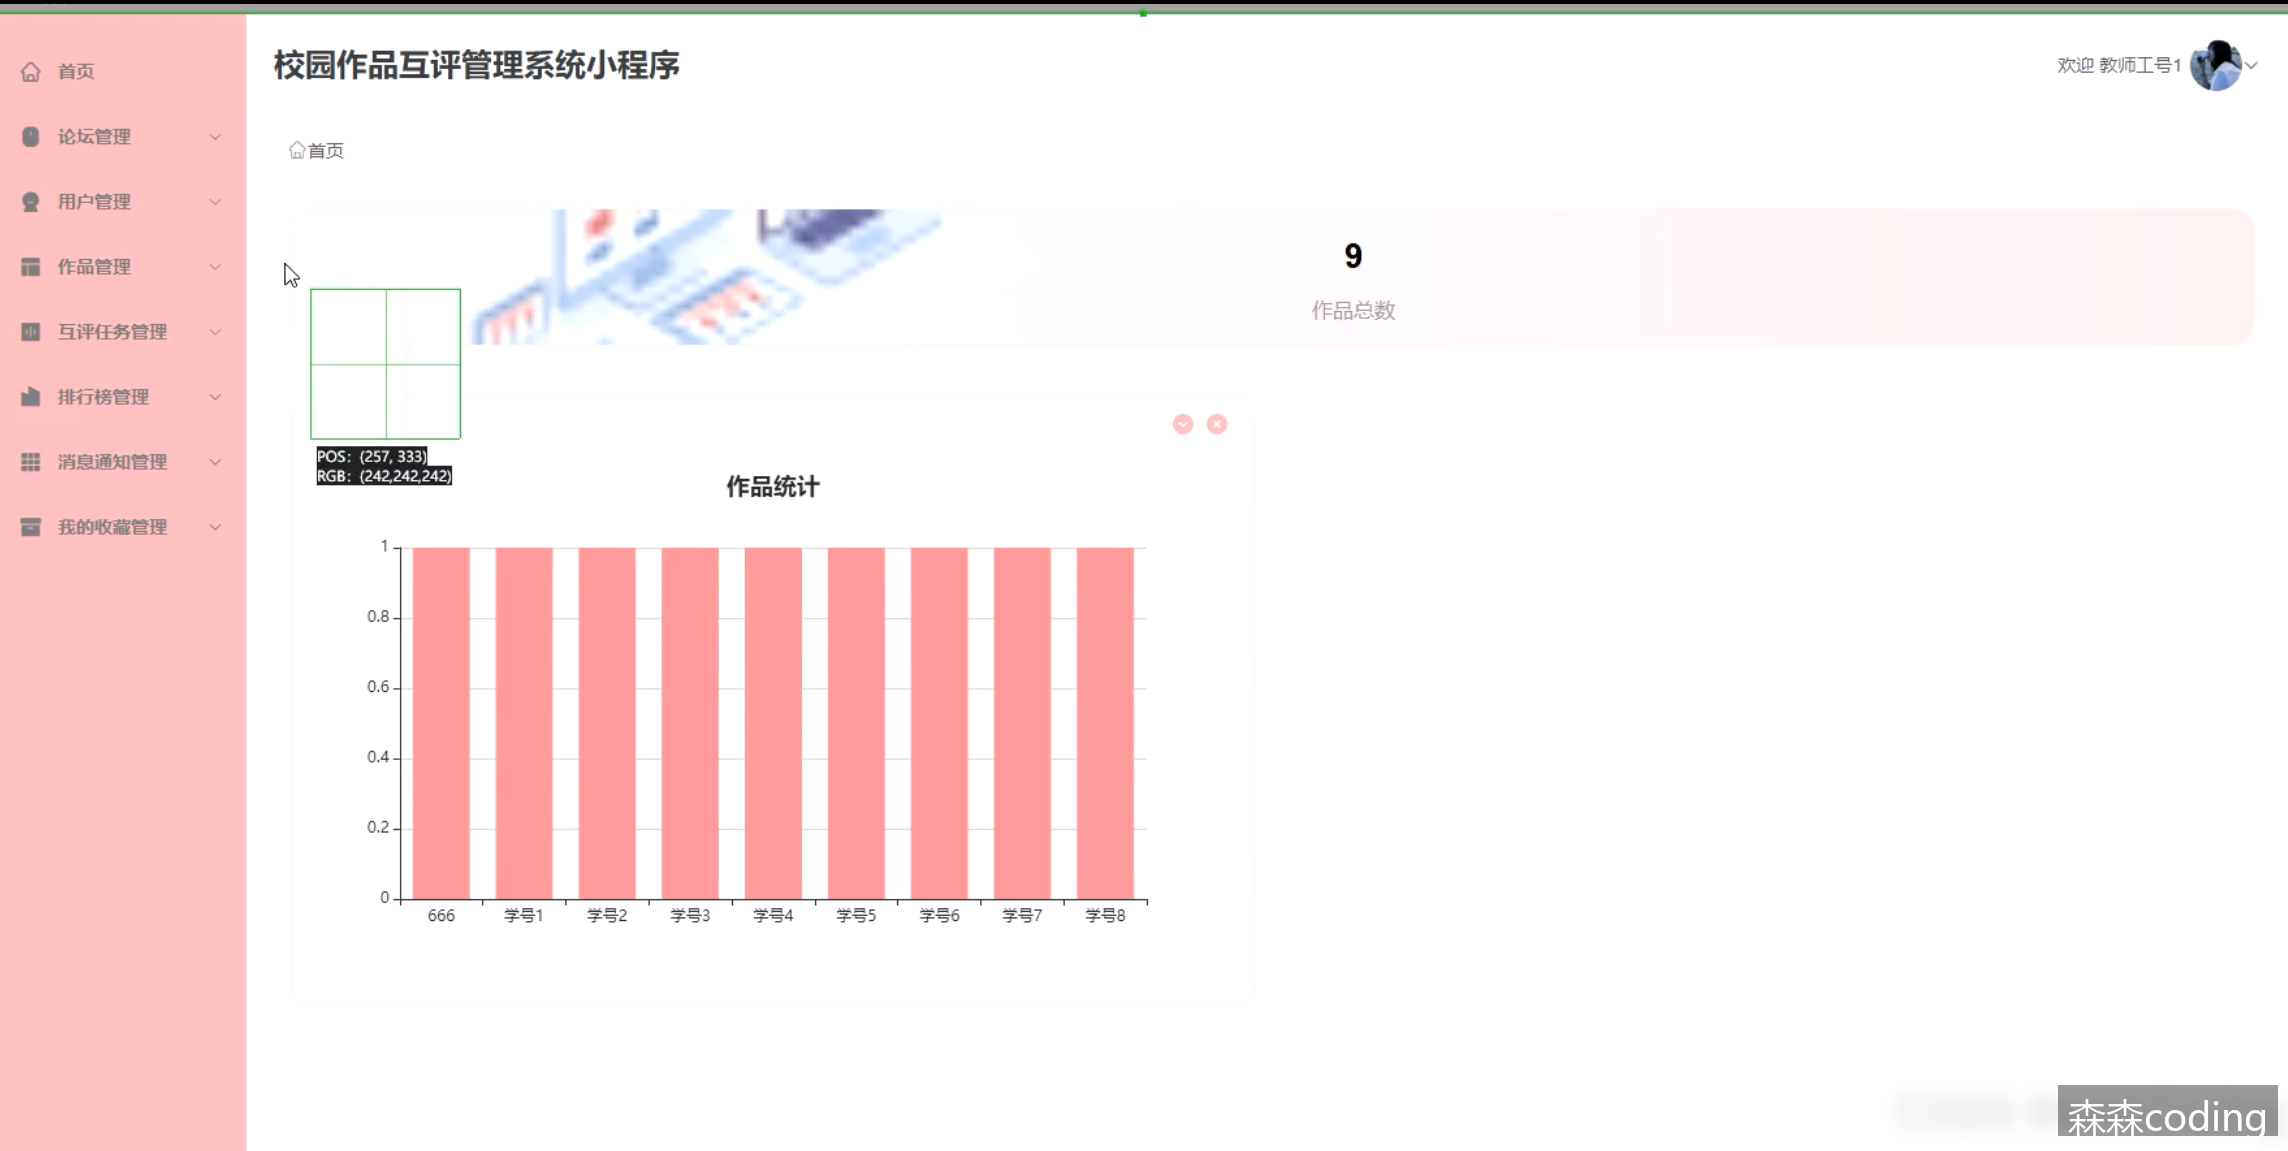 校园作品互评管理系统小程序
欢迎 教师工号1
首页
论坛管理
用户管理
作品管理
互评任务管理
排行榜管理
消息通知管理
我的收藏管理
首页
9
作品总数
POS: (257, 333)
RGB: (242,242,242)
作品统计
1
0.8
0.6
0.4
0.2
0
666 学号1 学号2 学号3 学号4 学号5 学号6 学号7 学号8
森森coding